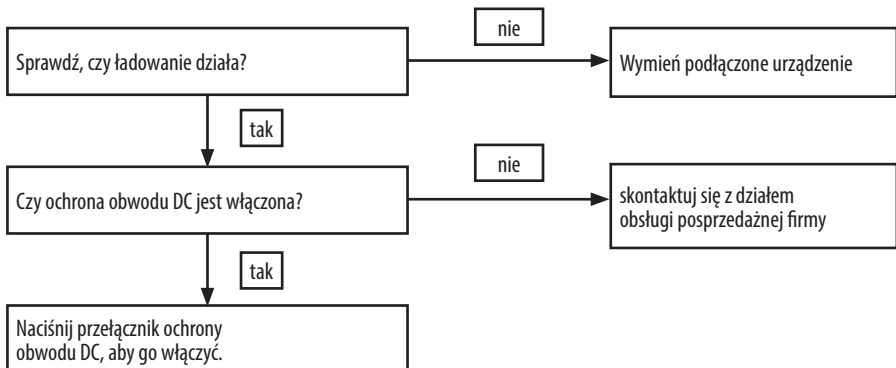 Sprawdź, czy ładowanie działa?
nie
Wymień podłączone urządzenie
tak
Czy ochrona obwodu DC jest włączona?
nie
skontaktuj się z działem
obsługi posprzedażnej firmy
tak
Naciśnij przełącznik ochrony
obwodu DC, aby go włączyć.